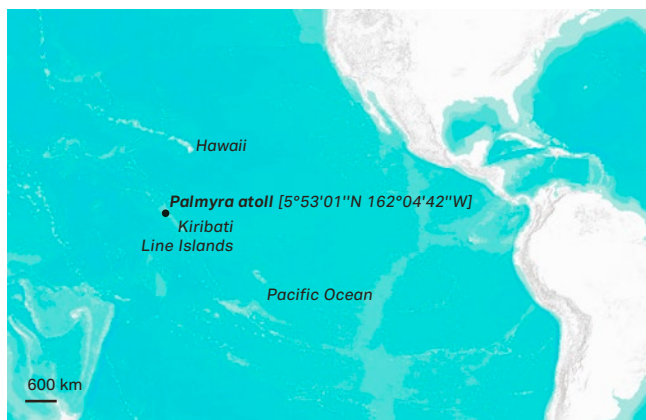 Hawaii
Palmyra atoll [5°53'01''N 162°04'42''W]
Kiribati
Line Islands
Pacific Ocean
600 km